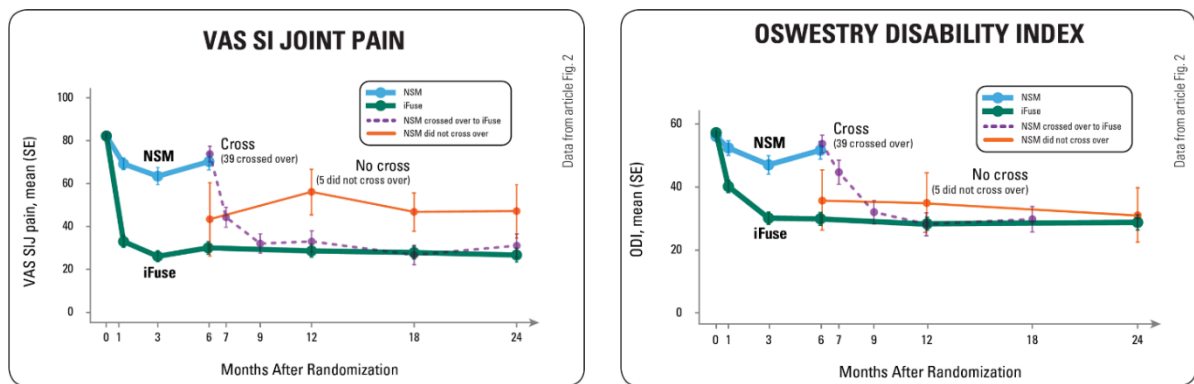 VAS SI JOINT PAIN
VAS SIJ pain, mean (SE)
100
80
60
40
20
0
NSM
iFuse
NSM crossed over to iFuse
NSM did not cross over
NSM
Cross
(39 crossed over)
No cross
(5 did not cross over)
iFuse
0 1 3 6 7 9 12 18 24
Months After Randomization
Data from article Fig. 2
OSWESTRY DISABILITY INDEX
ODI, mean (SE)
60
40
20
0
NSM
iFuse
NSM crossed over to iFuse
NSM did not cross over
NSM
Cross
(39 crossed over)
No cross
(5 did not cross over)
iFuse
0 1 3 6 7 9 12 18 24
Months After Randomization
Data from article Fig. 2